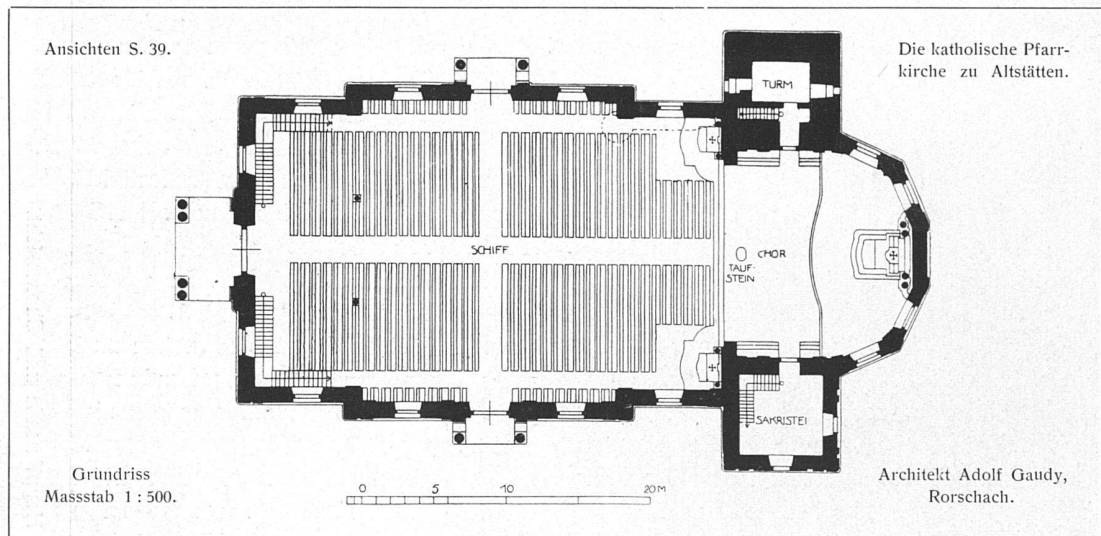 Ansichten S. 39.
Die katholische Pfarr-
kirche zu Altstätten.
TURM
SCHIFF
CHOR
TAUF-
STEIN
SAKRISTEI
Grundriss
Massstab 1 : 500.
0 5 10 20 M
Architekt Adolf Gaudy,
Rorschach.